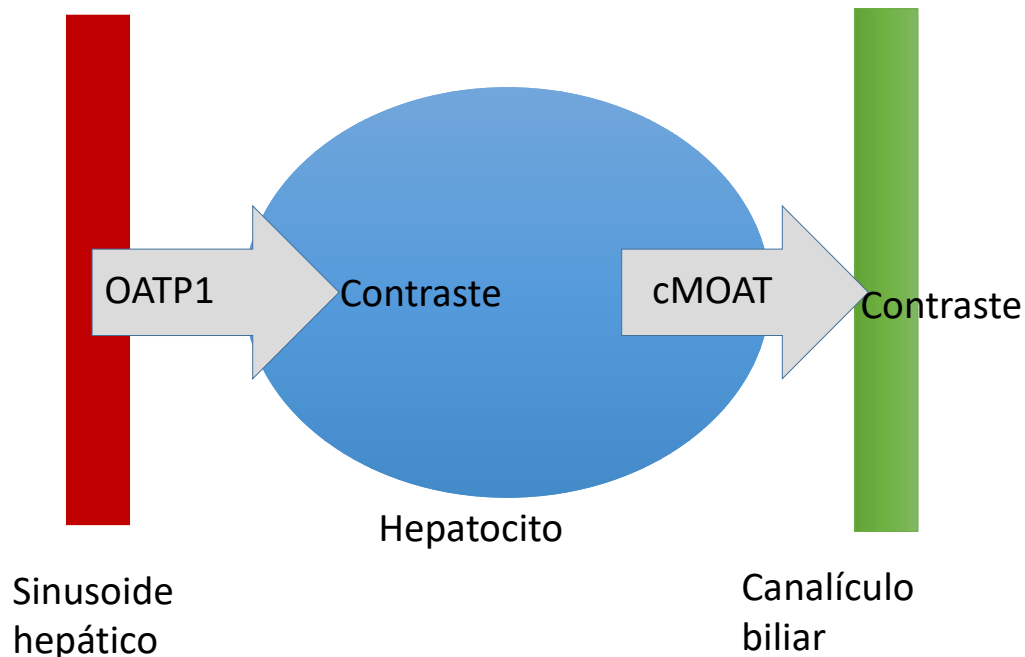 OATP1
Contraste
cMOAT
Contraste
Hepatocito
Sinusoide
hepático
Canalículo
biliar